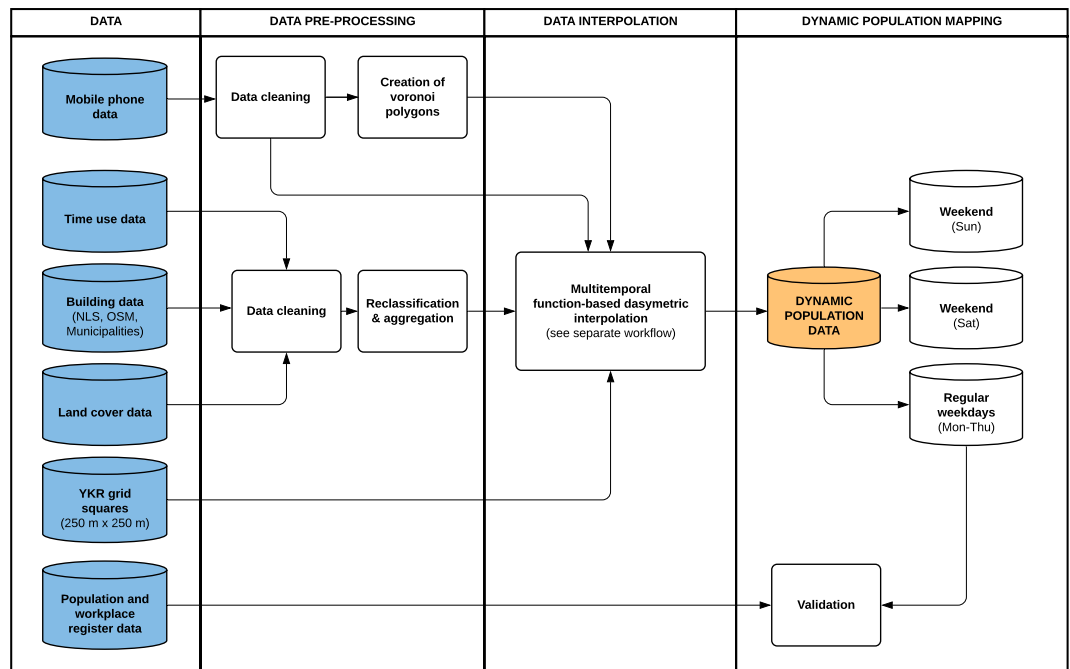 DATA
DATA PRE-PROCESSING
DATA INTERPOLATION
DYNAMIC POPULATION MAPPING
Mobile phone
data
Data cleaning
Creation of
voronoi
polygons
Time use data
Building data
(NLS, OSM,
Municipalities)
Land cover data
Data cleaning
Reclassification
& aggregation
Multitemporal
function-based dasymetric
interpolation
(see separate workflow)
DYNAMIC
POPULATION
DATA
Weekend
(Sun)
Weekend
(Sat)
Regular
weekdays
(Mon-Thu)
YKR grid
squares
(250 m x 250 m)
Population and
workplace
register data
Validation